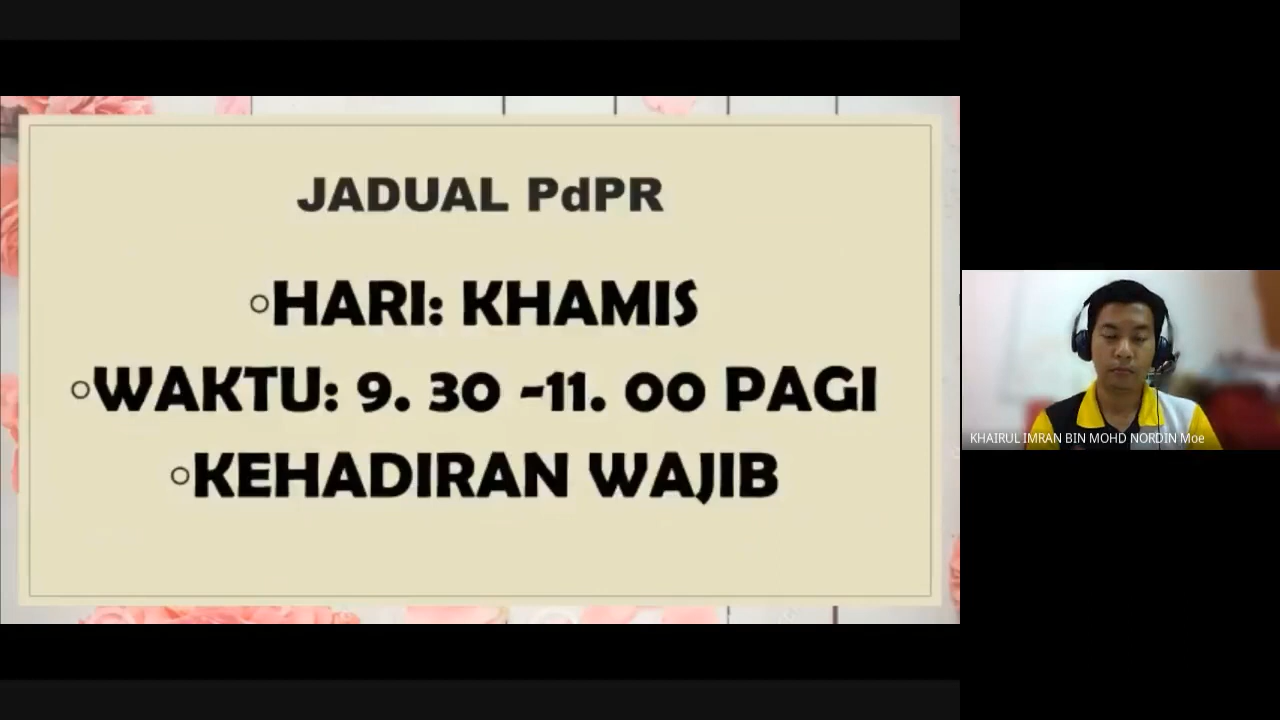 JADUAL PdPR
◦HARI: KHAMIS
◦WAKTU: 9. 30 -11. 00 PAGI
◦KEHADIRAN WAJIB
KHAIRUL IMRAN BIN MOHD NORDIN Moe